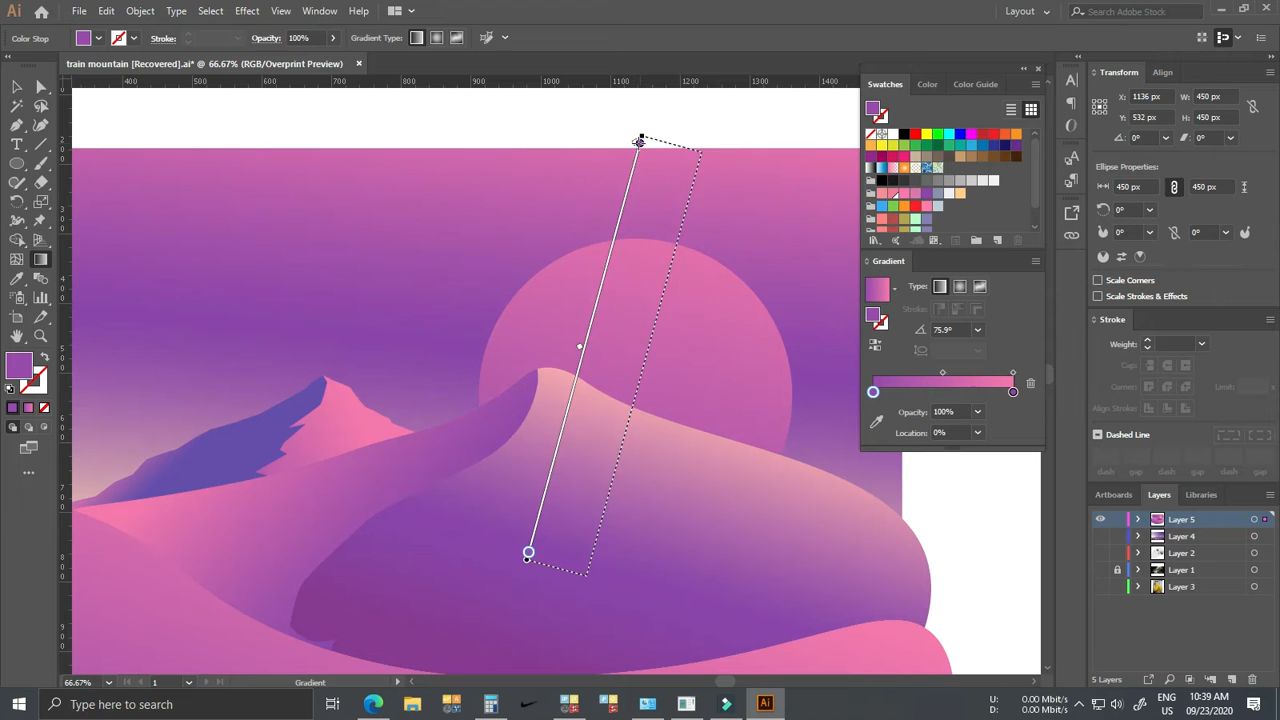 Ai File Edit Object Type Select Effect View Window Help Layout Search Adobe Stock
Color Stop Stroke: Opacity: 100% Gradient Type:
train mountain [Recovered].ai* @ 66.67% (RGB/Overprint Preview)
400 500 600 700 800 900 1000 1100 1200 1300 1400
Swatches Color Color Guide
Gradient
Type:
Strokes:
75.9°
Opacity: 100%
Location: 0%
Transform Align
X: 1136 px W: 450 px
Y: 532 px H: 450 px
0° 0°
Ellipse Properties:
450 px 450 px
0°
0° 0°
Scale Corners
Scale Strokes & Effects
Stroke
Weight:
Cap:
Corner: Limit:
Align Stroke:
Dashed Line
dash gap dash gap dash gap
Artboards Layers Libraries
Layer 5
Layer 4
Layer 2
Layer 1
Layer 3
5 Layers
66.67% 1 Gradient
Type here to search
U: 0.00 Mbit/s
D: 0.00 Mbit/s
ENG 10:39 AM
US 09/23/2020